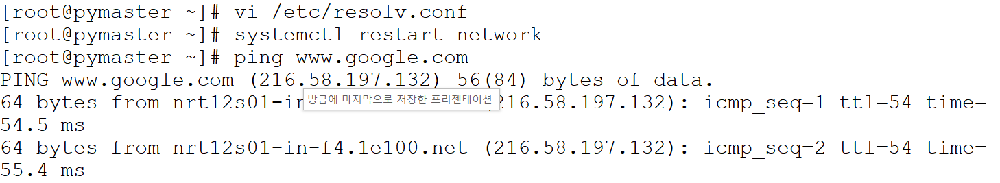 [root@pymaster ~]# vi /etc/resolv.conf
[root@pymaster ~]# systemctl restart network
[root@pymaster ~]# ping www.google.com
PING www.google.com (216.58.197.132) 56(84) bytes of data.
64 bytes from nrt12s01-in 방금에 마지막으로 저장한 프리젠테이션 (216.58.197.132): icmp_seq=1 ttl=54 time=
54.5 ms
64 bytes from nrt12s01-in-f4.1e100.net (216.58.197.132): icmp_seq=2 ttl=54 time=
55.4 ms